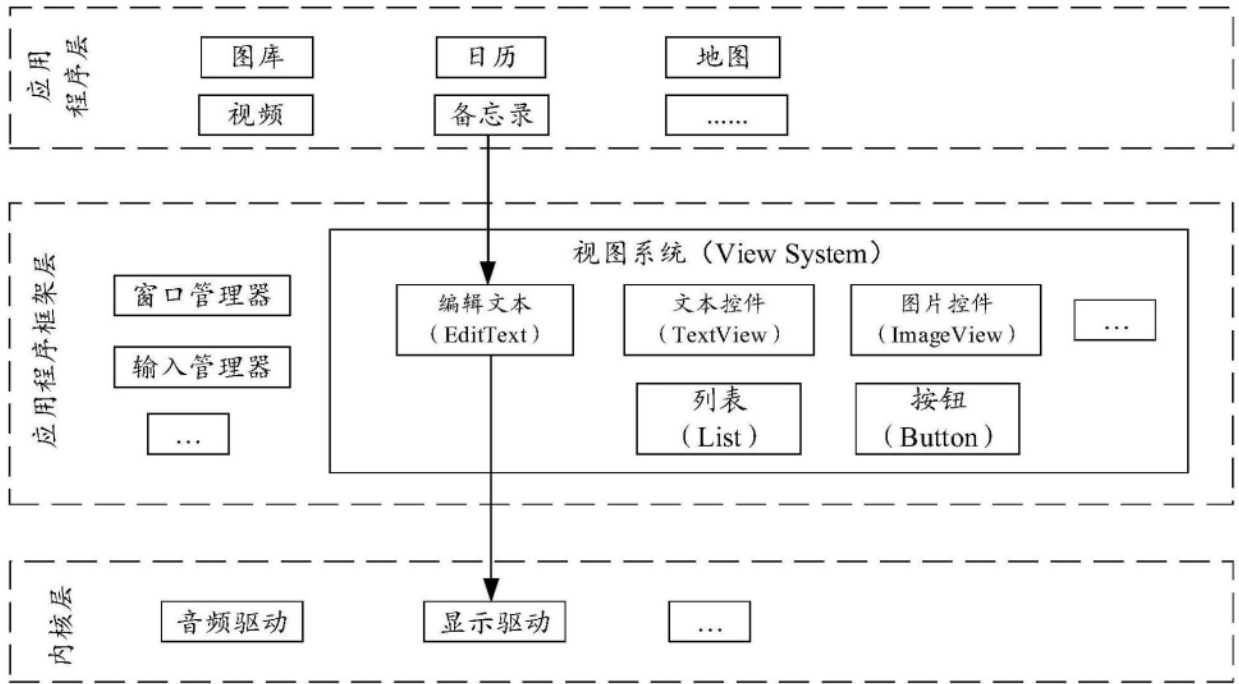 应用
程序层
图库
日历
地图
视频
备忘录
......
应用程序框架层
窗口管理器
输入管理器
...
视图系统（View System）
编辑文本
（EditText）
文本控件
（TextView）
图片控件
（ImageView）
...
列表
（List）
按钮
（Button）
内核层
音频驱动
显示驱动
...